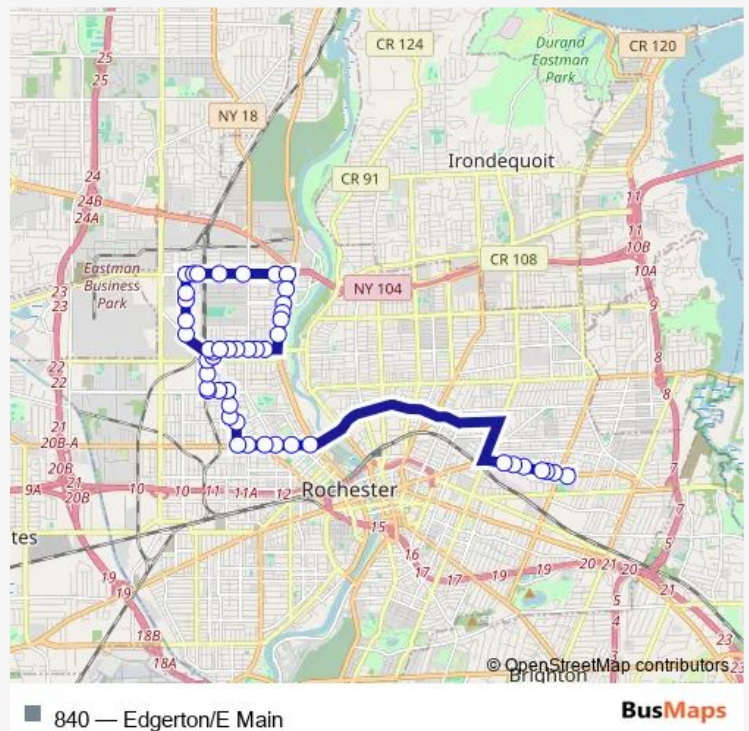 CR 124
Durand
Eastman
Park
CR 120
25
25
NY 18
Irondequoit
CR 91
24
24B
24A
11
11
10B
10A
CR 108
Eastman
Business
Park
23
23
NY 104
9
22
22
8
8
21
20B-A
20B
21
20B
9A
10
10
11
11A
12
Rochester
7
7
15
tes
16
17
17
19
19
20
21
20
21
5
5
4
19
19
18B
18A
23
23
© OpenStreetMap contributors
Brighton
840 — Edgerton/E Main
BusMaps